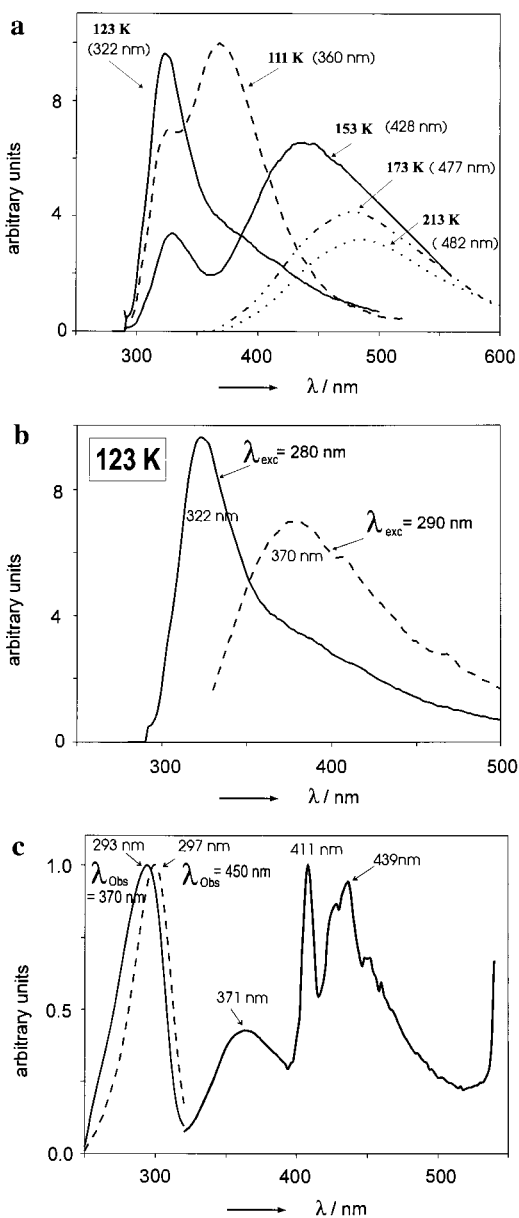 a
123 K
(322 nm)
111 K (360 nm)
153 K (428 nm)
173 K (477 nm)
213 K
(482 nm)
arbitrary units
8
4
0
300 400 500 600
λ / nm
b
123 K
λexc = 280 nm
322 nm
λexc = 290 nm
370 nm
arbitrary units
8
4
0
300 400 500
λ / nm
c
293 nm 297 nm 411 nm
439nm
λObs = 370 nm
λObs = 450 nm
371 nm
arbitrary units
1.0
0.5
0.0
300 400 500
λ / nm